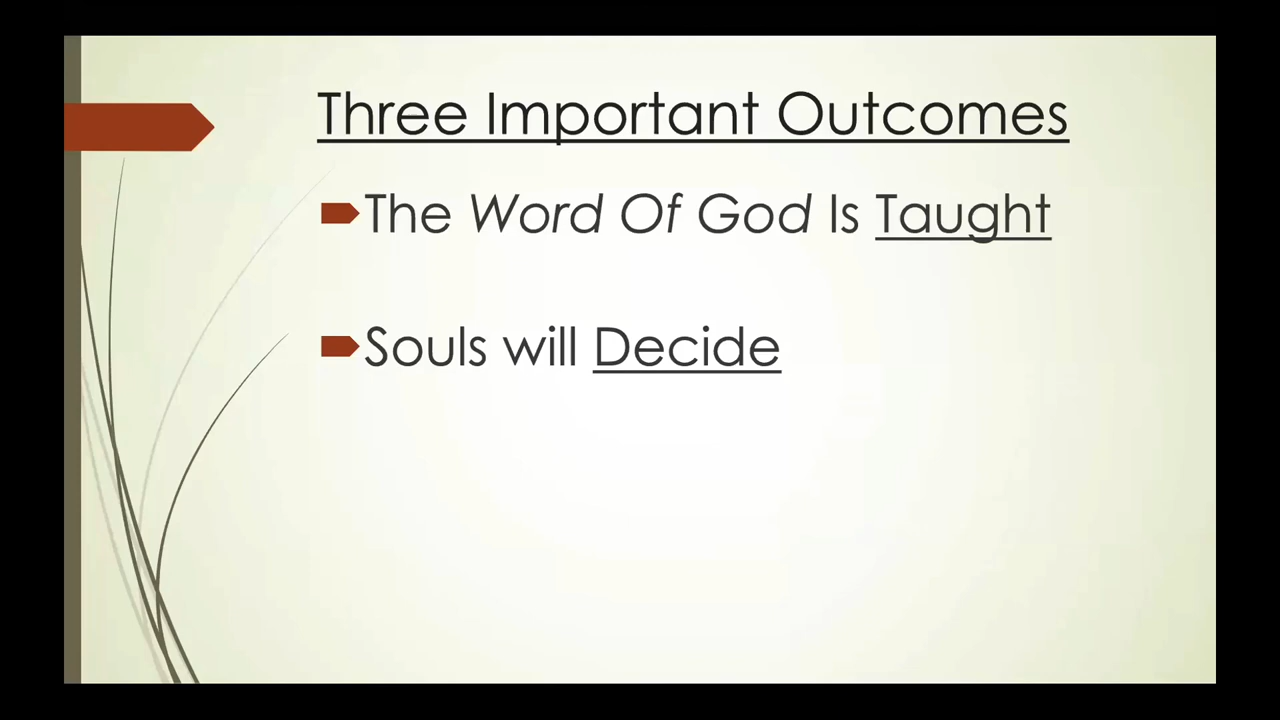 Three Important Outcomes
The Word Of God Is Taught
Souls will Decide